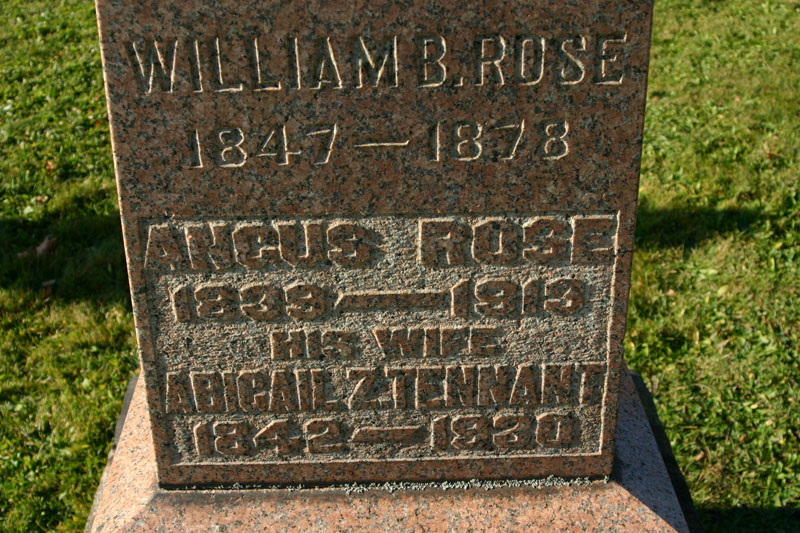 WILLIAM B. ROSE
1847 — 1878
ANGUS ROSE
1839 — 1913
HIS WIFE
ABIGAIL Z. TENNANT
1842 — 1930